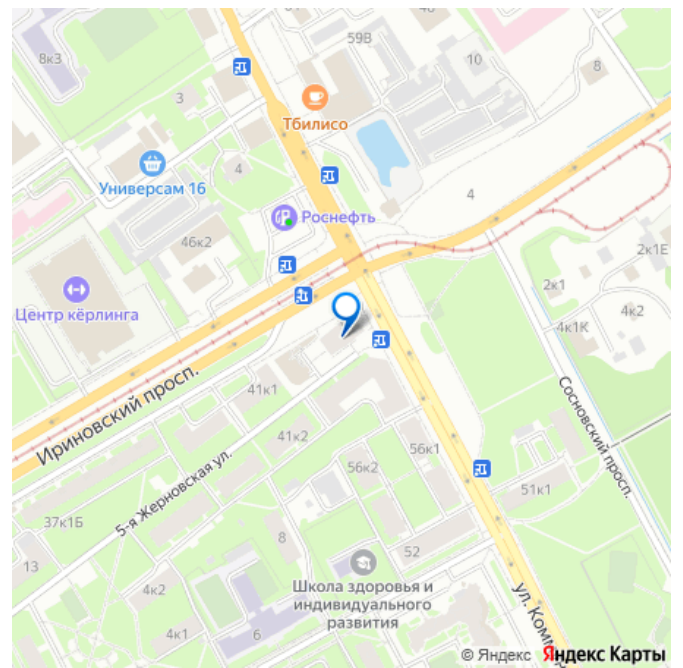 59В
8к3
10
8
3
Тбилисо
Универсам 16
4
4
Роснефть
46к2
2к1Е
Центр кёрлинга
2к1
4к2
4к1К
Ириновский просп.
41к1
Сосновский просп.
41к2
56к1
5-я Жерновская ул.
56к2
51к1
37к1Б
8
52
13
4к2
Школа здоровья и
индивидуального
развития
4к1
6
ул. Комм
© Яндекс Яндекс Карты